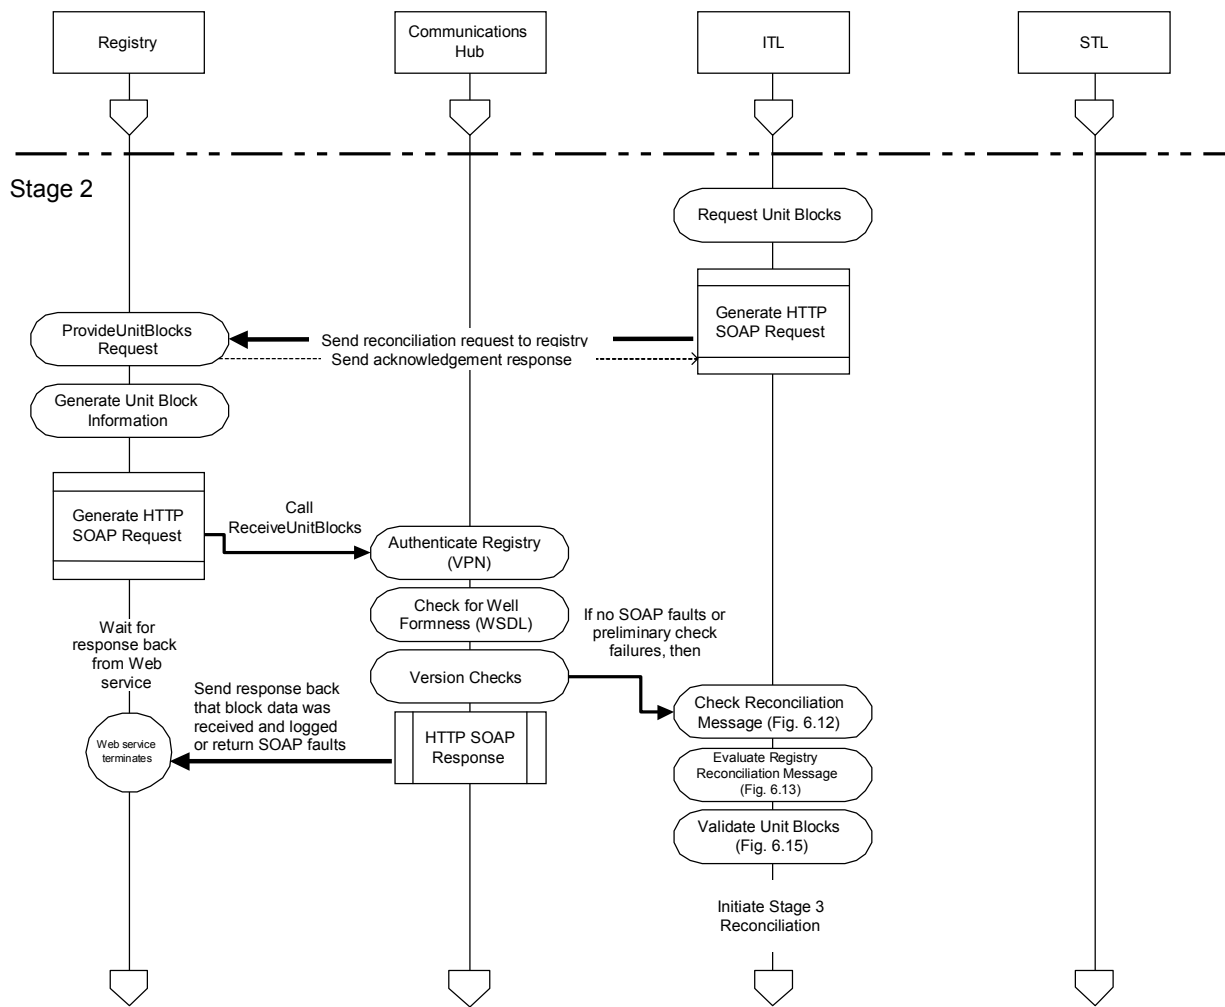 Registry
Communications
Hub
ITL
STL
Stage 2
Request Unit Blocks
Generate HTTP
SOAP Request
ProvideUnitBlocks
Request
Send reconciliation request to registry
Send acknowledgement response
Generate Unit Block
Information
Generate HTTP
SOAP Request
Call
ReceiveUnitBlocks
Authenticate Registry
(VPN)
Check for Well
Formness (WSDL)
If no SOAP faults or
preliminary check
failures, then
Wait for
response back
from Web
service
Version Checks
Send response back
that block data was
received and logged
or return SOAP faults
Check Reconciliation
Message (Fig. 6.12)
Web service
terminates
HTTP SOAP
Response
Evaluate Registry
Reconciliation Message
(Fig. 6.13)
Validate Unit Blocks
(Fig. 6.15)
Initiate Stage 3
Reconciliation